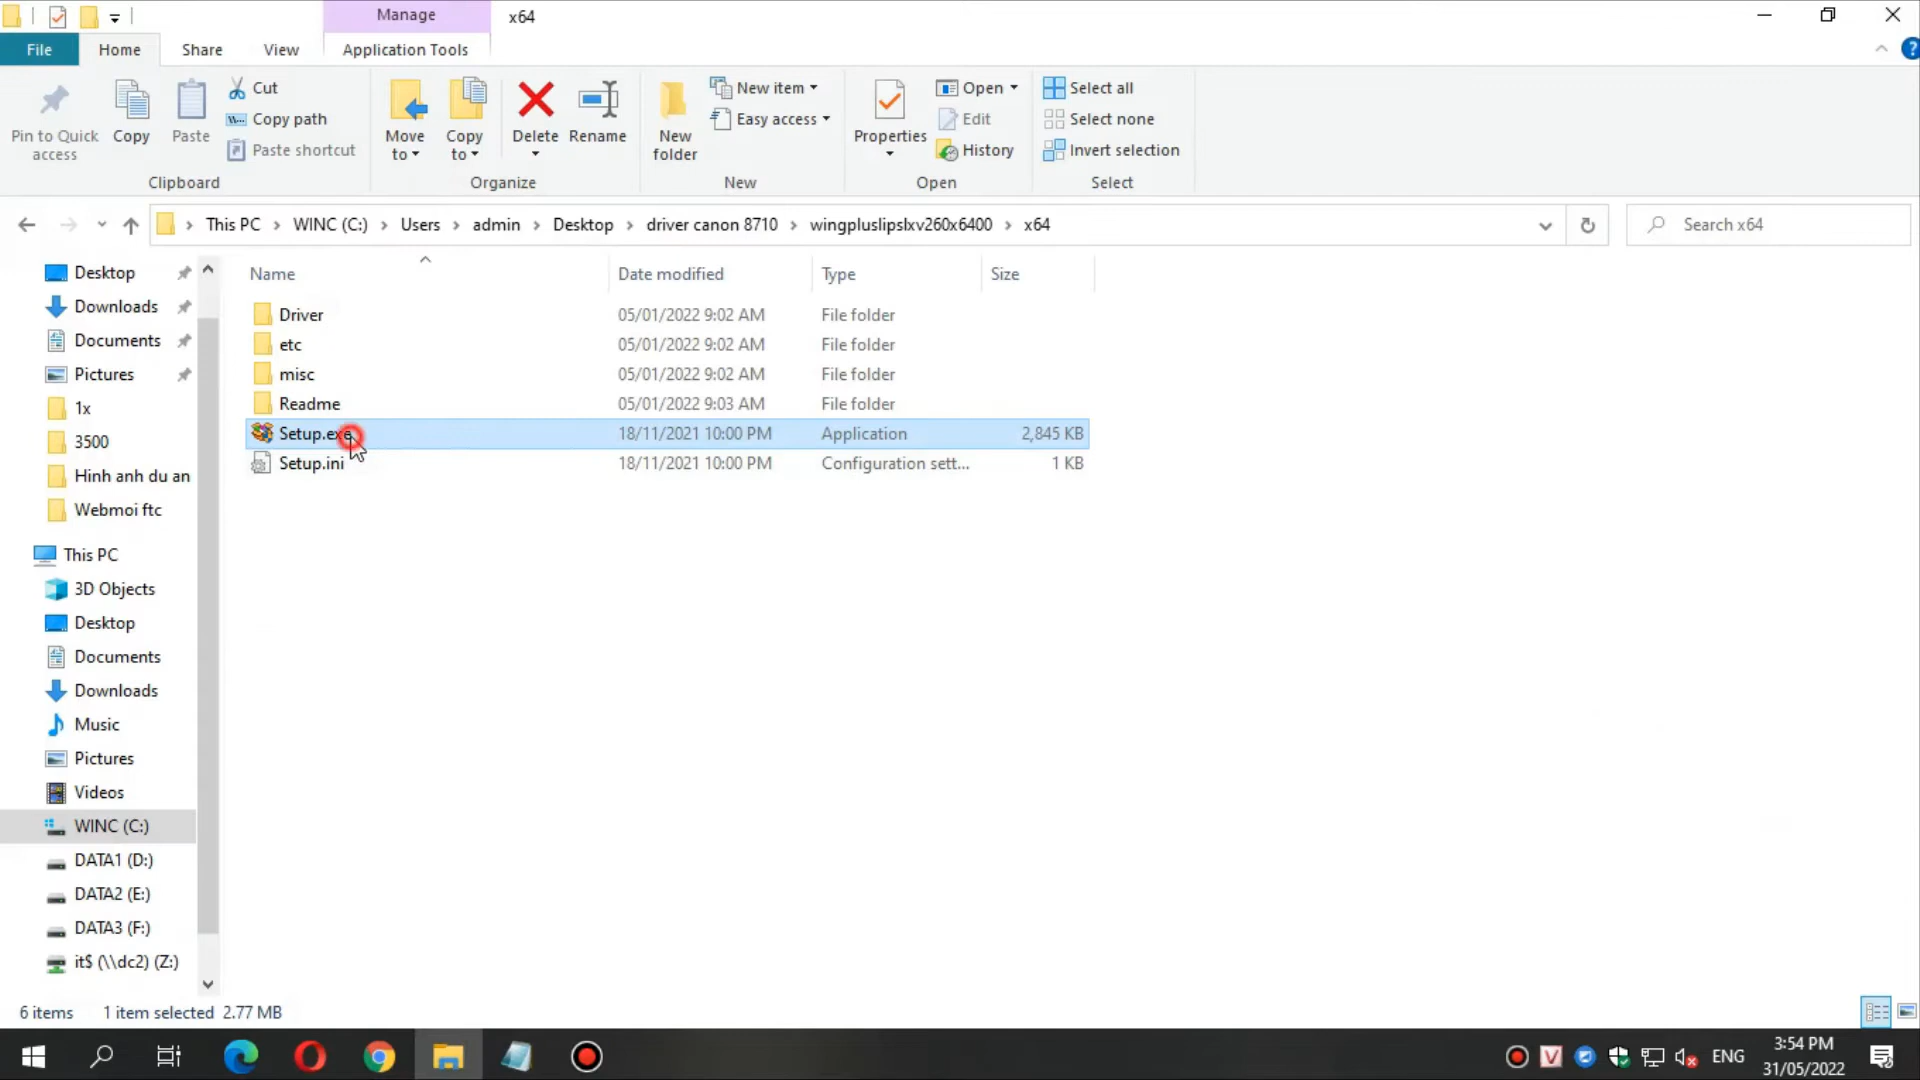 Manage
x64
File
Home
Share
View
Application Tools
Pin to Quick access
Copy
Paste
Cut
Copy path
Paste shortcut
Clipboard
Move to
Copy to
Delete
Rename
Organize
New folder
New item
Easy access
New
Properties
Open
Edit
History
Open
Select all
Select none
Invert selection
Select
This PC
WINC (C:)
Users
admin
Desktop
driver canon 8710
wingpluslipslxv260x6400
x64
Search x64
Desktop
Downloads
Documents
Pictures
1x
3500
Hinh anh du an
Webmoi ftc
This PC
3D Objects
Desktop
Documents
Downloads
Music
Pictures
Videos
WINC (C:)
DATA1 (D:)
DATA2 (E:)
DATA3 (F:)
it$ (\\dc2) (Z:)
Name Date modified Type Size
Driver 05/01/2022 9:02 AM File folder
etc 05/01/2022 9:02 AM File folder
misc 05/01/2022 9:02 AM File folder
Readme 05/01/2022 9:03 AM File folder
Setup.exe 18/11/2021 10:00 PM Application 2,845 KB
Setup.ini 18/11/2021 10:00 PM Configuration sett... 1 KB
6 items 1 item selected 2.77 MB
ENG
3:54 PM
31/05/2022